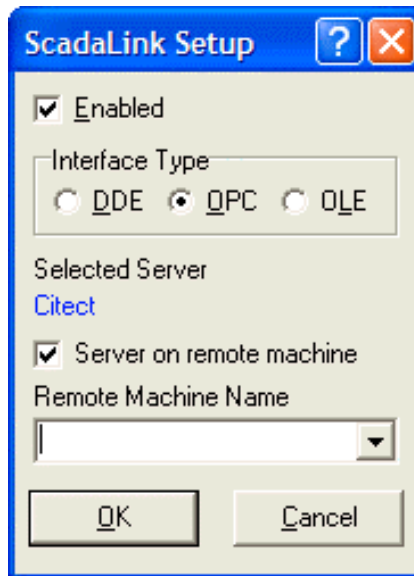 ScadaLink Setup ?
Enabled
Interface Type
DDE OPC OLE
Selected Server
Citect
Server on remote machine
Remote Machine Name
OK Cancel